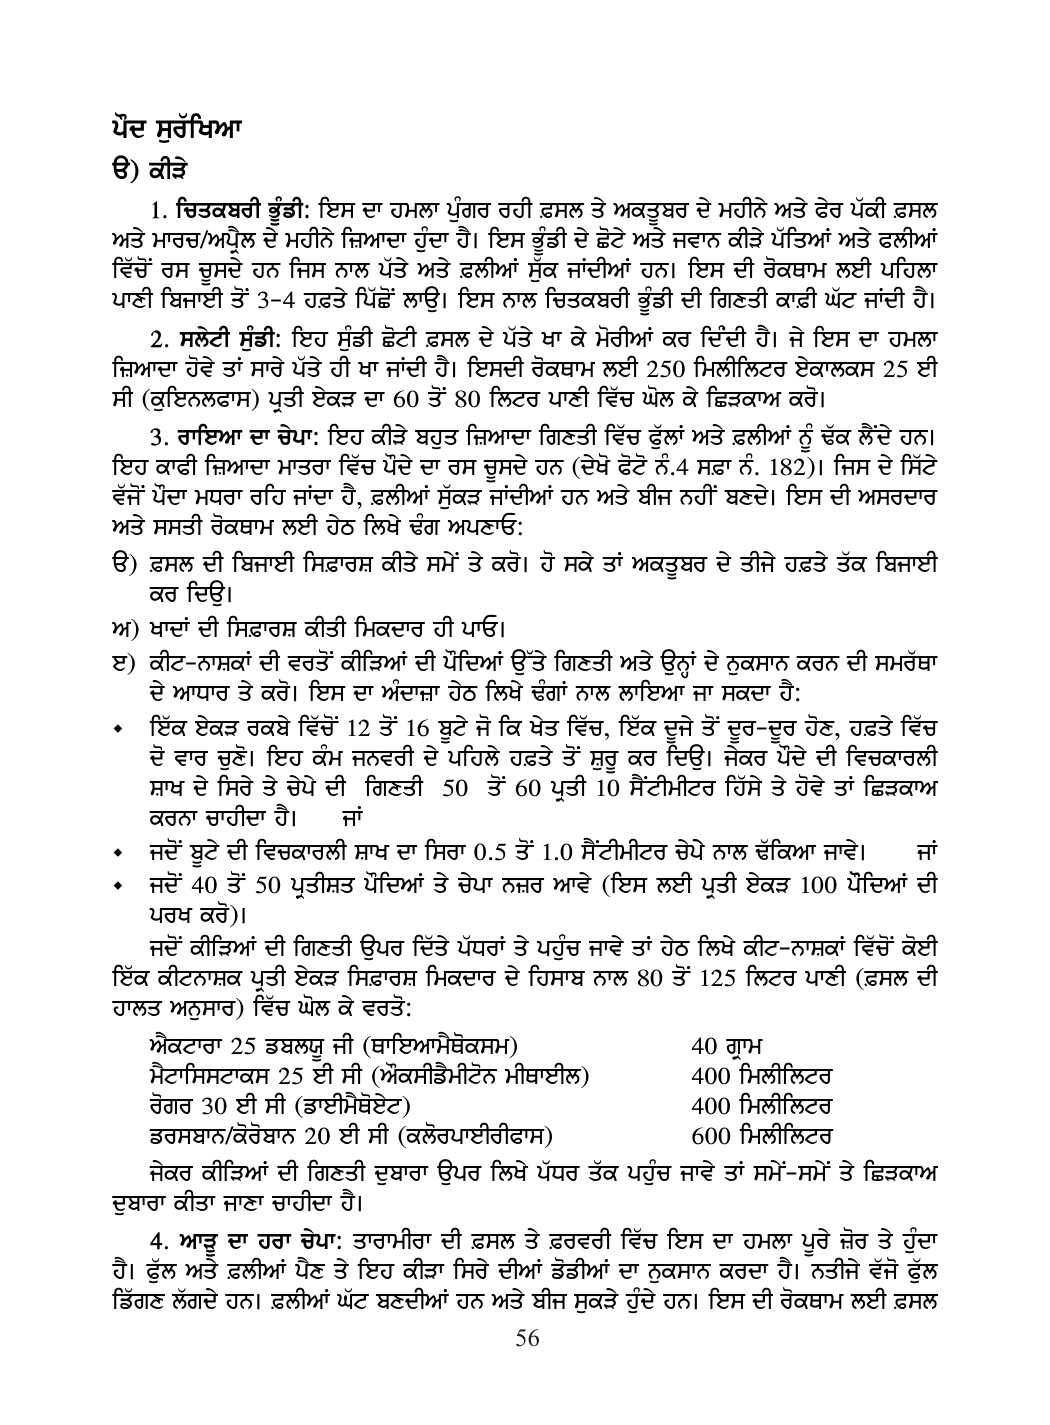 ਪੌਦ ਸੁਰੱਖਿਆ
ੳ) ਕੀੜੇ
1. ਚਿਤਕਬਰੀ ਭੂੰਡੀ: ਇਸ ਦਾ ਹਮਲਾ ਪੁੰਗਰ ਰਹੀ ਫ਼ਸਲ ਤੇ ਅਕਤੂਬਰ ਦੇ ਮਹੀਨੇ ਅਤੇ ਫੇਰ ਪੱਕੀ ਫ਼ਸਲ
ਅਤੇ ਮਾਰਚ/ਅਪ੍ਰੈਲ ਦੇ ਮਹੀਨੇ ਜ਼ਿਆਦਾ ਹੁੰਦਾ ਹੈ। ਇਸ ਭੂੰਡੀ ਦੇ ਛੋਟੇ ਅਤੇ ਜਵਾਨ ਕੀੜੇ ਪੱਤਿਆਂ ਅਤੇ ਫਲੀਆਂ
ਵਿੱਚੋਂ ਰਸ ਚੂਸਦੇ ਹਨ ਜਿਸ ਨਾਲ ਪੱਤੇ ਅਤੇ ਫ਼ਲੀਆਂ ਸੁੱਕ ਜਾਂਦੀਆਂ ਹਨ। ਇਸ ਦੀ ਰੋਕਥਾਮ ਲਈ ਪਹਿਲਾ
ਪਾਣੀ ਬਿਜਾਈ ਤੋਂ 3-4 ਹਫ਼ਤੇ ਪਿੱਛੋਂ ਲਾਉ। ਇਸ ਨਾਲ ਚਿਤਕਬਰੀ ਭੂੰਡੀ ਦੀ ਗਿਣਤੀ ਕਾਫ਼ੀ ਘੱਟ ਜਾਂਦੀ ਹੈ।
2. ਸਲੇਟੀ ਸੁੰਡੀ: ਇਹ ਸੁੰਡੀ ਛੋਟੀ ਫ਼ਸਲ ਦੇ ਪੱਤੇ ਖਾ ਕੇ ਮੋਰੀਆਂ ਕਰ ਦਿੰਦੀ ਹੈ। ਜੇ ਇਸ ਦਾ ਹਮਲਾ
ਜ਼ਿਆਦਾ ਹੋਵੇ ਤਾਂ ਸਾਰੇ ਪੱਤੇ ਹੀ ਖਾ ਜਾਂਦੀ ਹੈ। ਇਸਦੀ ਰੋਕਥਾਮ ਲਈ 250 ਮਿਲੀਲਿਟਰ ਏਕਾਲਕਸ 25 ਈ
ਸੀ (ਕੁਇਨਲਫਾਸ) ਪ੍ਰਤੀ ਏਕੜ ਦਾ 60 ਤੋਂ 80 ਲਿਟਰ ਪਾਣੀ ਵਿੱਚ ਘੋਲ ਕੇ ਛਿੜਕਾਅ ਕਰੋ।
3. ਰਾਇਆ ਦਾ ਚੇਪਾ: ਇਹ ਕੀੜੇ ਬਹੁਤ ਜ਼ਿਆਦਾ ਗਿਣਤੀ ਵਿੱਚ ਫੁੱਲਾਂ ਅਤੇ ਫ਼ਲੀਆਂ ਨੂੰ ਢੱਕ ਲੈਂਦੇ ਹਨ।
ਇਹ ਕਾਫੀ ਜ਼ਿਆਦਾ ਮਾਤਰਾ ਵਿੱਚ ਪੌਦੇ ਦਾ ਰਸ ਚੂਸਦੇ ਹਨ (ਦੇਖੋ ਫੋਟੋ ਨੰ.4 ਸਫ਼ਾ ਨੰ. 182)। ਜਿਸ ਦੇ ਸਿੱਟੇ
ਵੱਜੋਂ ਪੌਦਾ ਮਧਰਾ ਰਹਿ ਜਾਂਦਾ ਹੈ, ਫ਼ਲੀਆਂ ਸੁੱਕੜ ਜਾਂਦੀਆਂ ਹਨ ਅਤੇ ਬੀਜ ਨਹੀਂ ਬਣਦੇ। ਇਸ ਦੀ ਅਸਰਦਾਰ
ਅਤੇ ਸਸਤੀ ਰੋਕਥਾਮ ਲਈ ਹੇਠ ਲਿਖੇ ਢੰਗ ਅਪਣਾਓ:
ੳ) ਫ਼ਸਲ ਦੀ ਬਿਜਾਈ ਸਿਫ਼ਾਰਸ਼ ਕੀਤੇ ਸਮੇਂ ਤੇ ਕਰੋ। ਹੋ ਸਕੇ ਤਾਂ ਅਕਤੂਬਰ ਦੇ ਤੀਜੇ ਹਫ਼ਤੇ ਤੱਕ ਬਿਜਾਈ
ਕਰ ਦਿਉ।
ਅ) ਖਾਦਾਂ ਦੀ ਸਿਫ਼ਾਰਸ਼ ਕੀਤੀ ਮਿਕਦਾਰ ਹੀ ਪਾਓ।
ੲ) ਕੀਟ-ਨਾਸ਼ਕਾਂ ਦੀ ਵਰਤੋਂ ਕੀੜਿਆਂ ਦੀ ਪੌਦਿਆਂ ਉੱਤੇ ਗਿਣਤੀ ਅਤੇ ਉਨ੍ਹਾਂ ਦੇ ਨੁਕਸਾਨ ਕਰਨ ਦੀ ਸਮਰੱਥਾ
ਦੇ ਆਧਾਰ ਤੇ ਕਰੋ। ਇਸ ਦਾ ਅੰਦਾਜ਼ਾ ਹੇਠ ਲਿਖੇ ਢੰਗਾਂ ਨਾਲ ਲਾਇਆ ਜਾ ਸਕਦਾ ਹੈ:
⬩ ਇੱਕ ਏਕੜ ਰਕਬੇ ਵਿੱਚੋਂ 12 ਤੋਂ 16 ਬੂਟੇ ਜੋ ਕਿ ਖੇਤ ਵਿੱਚ, ਇੱਕ ਦੂਜੇ ਤੋਂ ਦੂਰ-ਦੂਰ ਹੋਣ, ਹਫ਼ਤੇ ਵਿੱਚ
ਦੋ ਵਾਰ ਚੁਣੋ। ਇਹ ਕੰਮ ਜਨਵਰੀ ਦੇ ਪਹਿਲੇ ਹਫ਼ਤੇ ਤੋਂ ਸ਼ੁਰੂ ਕਰ ਦਿਉ। ਜੇਕਰ ਪੌਦੇ ਦੀ ਵਿਚਕਾਰਲੀ
ਸ਼ਾਖ ਦੇ ਸਿਰੇ ਤੇ ਚੇਪੇ ਦੀ ਗਿਣਤੀ 50 ਤੋਂ 60 ਪ੍ਰਤੀ 10 ਸੈਂਟੀਮੀਟਰ ਹਿੱਸੇ ਤੇ ਹੋਵੇ ਤਾਂ ਛਿੜਕਾਅ
ਕਰਨਾ ਚਾਹੀਦਾ ਹੈ। ਜਾਂ
⬩ ਜਦੋਂ ਬੂਟੇ ਦੀ ਵਿਚਕਾਰਲੀ ਸ਼ਾਖ ਦਾ ਸਿਰਾ 0.5 ਤੋਂ 1.0 ਸੈਂਟੀਮੀਟਰ ਚੇਪੇ ਨਾਲ ਢੱਕਿਆ ਜਾਵੇ। ਜਾਂ
⬩ ਜਦੋਂ 40 ਤੋਂ 50 ਪ੍ਰਤੀਸ਼ਤ ਪੌਦਿਆਂ ਤੇ ਚੇਪਾ ਨਜ਼ਰ ਆਵੇ (ਇਸ ਲਈ ਪ੍ਰਤੀ ਏਕੜ 100 ਪੌਦਿਆਂ ਦੀ
ਪਰਖ ਕਰੋ)।
ਜਦੋਂ ਕੀੜਿਆਂ ਦੀ ਗਿਣਤੀ ਉਪਰ ਦਿੱਤੇ ਪੱਧਰਾਂ ਤੇ ਪਹੁੰਚ ਜਾਵੇ ਤਾਂ ਹੇਠ ਲਿਖੇ ਕੀਟ-ਨਾਸ਼ਕਾਂ ਵਿੱਚੋਂ ਕੋਈ
ਇੱਕ ਕੀਟਨਾਸ਼ਕ ਪ੍ਰਤੀ ਏਕੜ ਸਿਫ਼ਾਰਸ਼ ਮਿਕਦਾਰ ਦੇ ਹਿਸਾਬ ਨਾਲ 80 ਤੋਂ 125 ਲਿਟਰ ਪਾਣੀ (ਫ਼ਸਲ ਦੀ
ਹਾਲਤ ਅਨੁਸਾਰ) ਵਿੱਚ ਘੋਲ ਕੇ ਵਰਤੋ:
ਐਕਟਾਰਾ 25 ਡਬਲਯੂ ਜੀ (ਥਾਇਆਮੈਥੋਕਸਮ) 40 ਗ੍ਰਾਮ
ਮੈਟਾਸਿਸਟਾਕਸ 25 ਈ ਸੀ (ਔਕਸੀਡੈਮੀਟੋਨ ਮੀਥਾਈਲ) 400 ਮਿਲੀਲਿਟਰ
ਰੋਗਰ 30 ਈ ਸੀ (ਡਾਈਮੈਥੋਏਟ) 400 ਮਿਲੀਲਿਟਰ
ਡਰਸਬਾਨ/ਕੋਰੋਬਾਨ 20 ਈ ਸੀ (ਕਲੋਰਪਾਈਰੀਫਾਸ) 600 ਮਿਲੀਲਿਟਰ
ਜੇਕਰ ਕੀੜਿਆਂ ਦੀ ਗਿਣਤੀ ਦੁਬਾਰਾ ਉਪਰ ਲਿਖੇ ਪੱਧਰ ਤੱਕ ਪਹੁੰਚ ਜਾਵੇ ਤਾਂ ਸਮੇਂ-ਸਮੇਂ ਤੇ ਛਿੜਕਾਅ
ਦੁਬਾਰਾ ਕੀਤਾ ਜਾਣਾ ਚਾਹੀਦਾ ਹੈ।
4. ਆੜੂ ਦਾ ਹਰਾ ਚੇਪਾ: ਤਾਰਾਮੀਰਾ ਦੀ ਫ਼ਸਲ ਤੇ ਫ਼ਰਵਰੀ ਵਿੱਚ ਇਸ ਦਾ ਹਮਲਾ ਪੂਰੇ ਜ਼ੋਰ ਤੇ ਹੁੰਦਾ
ਹੈ। ਫੁੱਲ ਅਤੇ ਫ਼ਲੀਆਂ ਪੈਣ ਤੇ ਇਹ ਕੀੜਾ ਸਿਰੇ ਦੀਆਂ ਡੋਡੀਆਂ ਦਾ ਨੁਕਸਾਨ ਕਰਦਾ ਹੈ। ਨਤੀਜੇ ਵੱਜੋ ਫੁੱਲ
ਡਿੱਗਣ ਲੱਗਦੇ ਹਨ। ਫ਼ਲੀਆਂ ਘੱਟ ਬਣਦੀਆਂ ਹਨ ਅਤੇ ਬੀਜ ਸੁਕੜੇ ਹੁੰਦੇ ਹਨ। ਇਸ ਦੀ ਰੋਕਥਾਮ ਲਈ ਫ਼ਸਲ
56